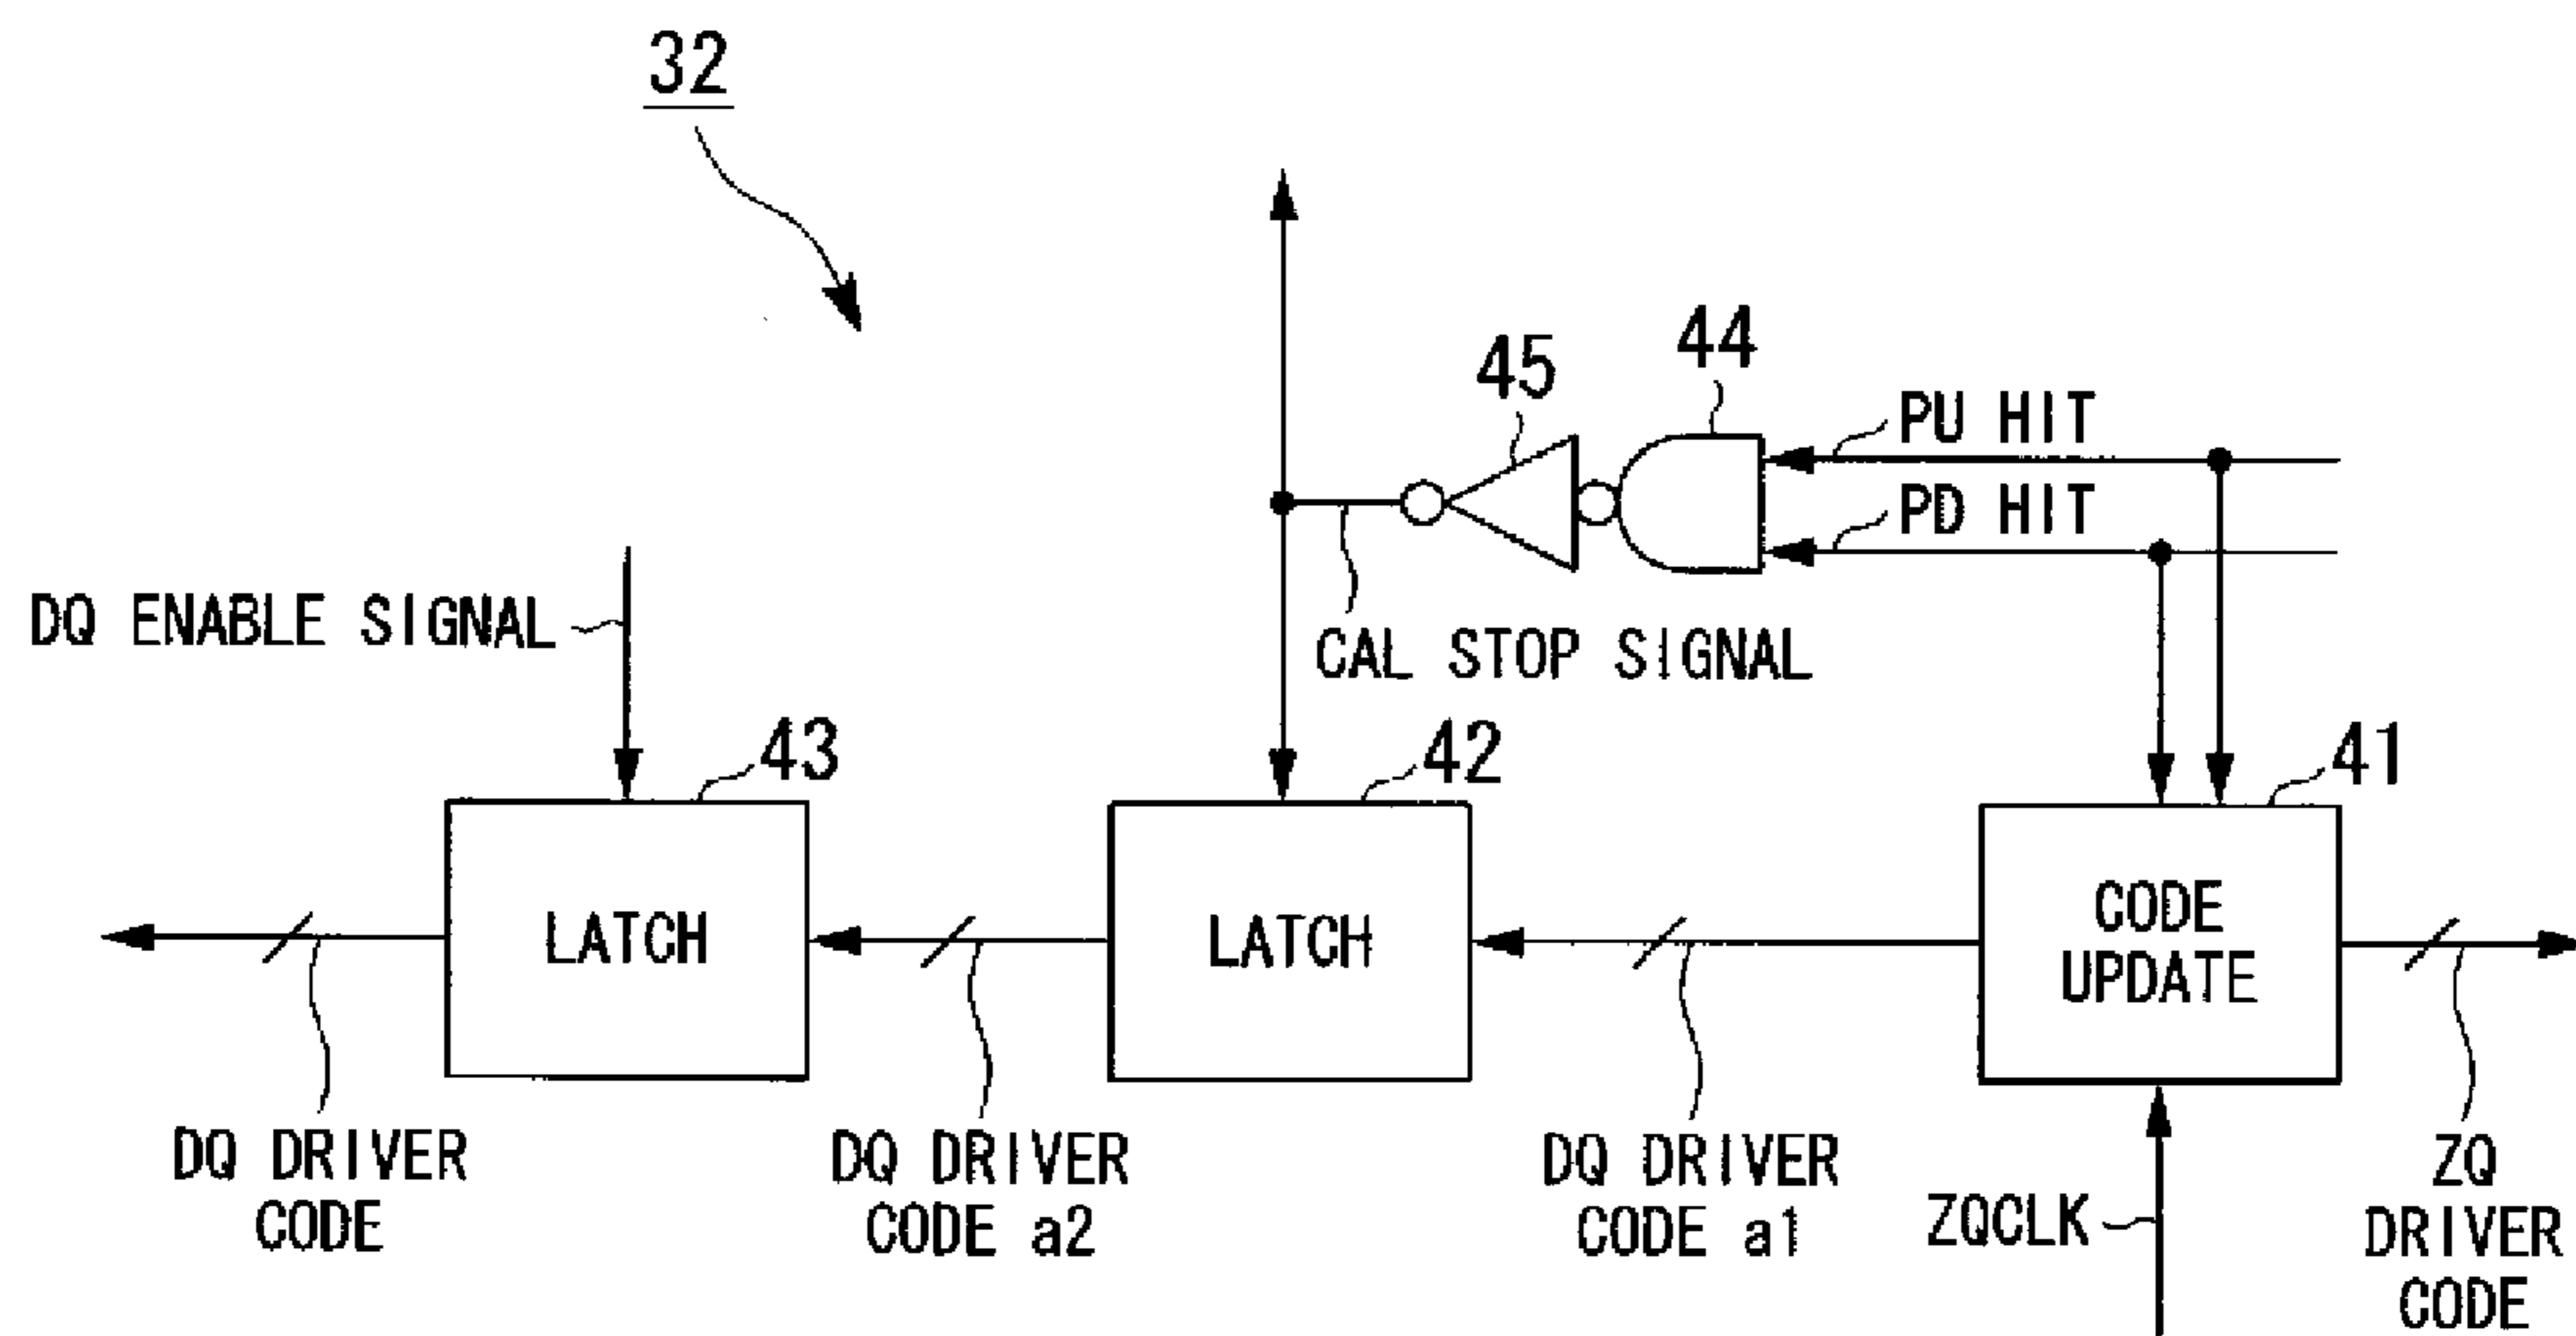 32
44
45
PU HIT
PD HIT
DQ ENABLE SIGNAL
CAL STOP SIGNAL
43
42
41
LATCH
LATCH
CODE
UPDATE
DQ DRIVER
CODE
DQ DRIVER
CODE a2
DQ DRIVER
CODE a1
ZQCLK
ZQ
DRIVER
CODE